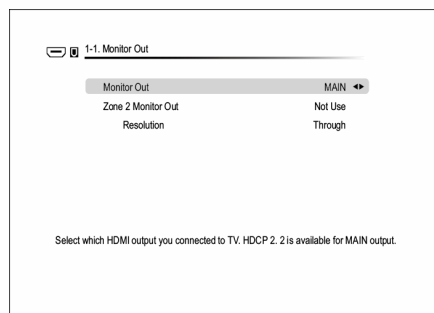 1-1. Monitor Out
Monitor Out MAIN
Zone 2 Monitor Out Not Use
Resolution Through
Select which HDMI output you connected to TV. HDCP 2. 2 is available for MAIN output.